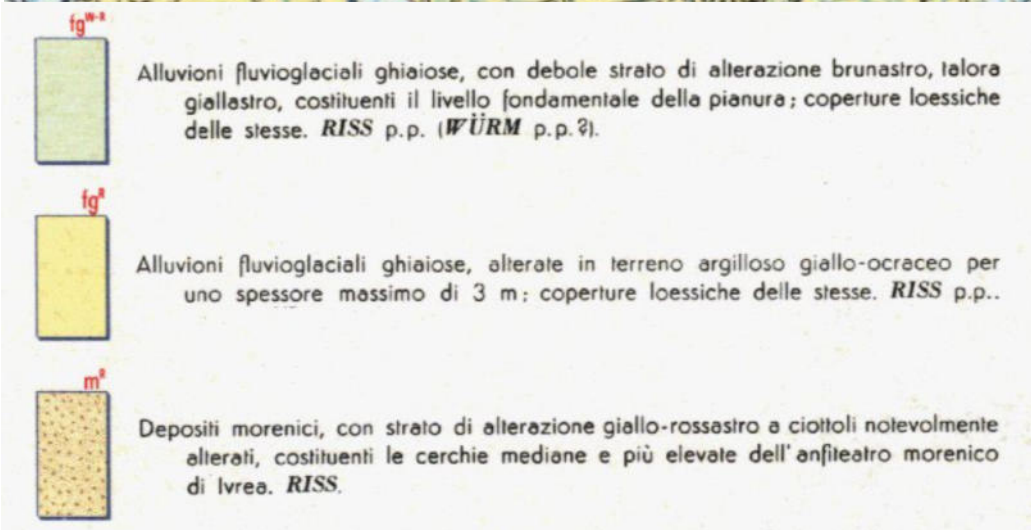 fg^W-R
Alluvioni fluvioglaciali ghiaiose, con debole strato di alterazione brunastro, talora
giallastro, costituenti il livello fondamentale della pianura; coperture loessiche
delle stesse. RISS p.p. (WÜRM p.p.?).
fg^R
Alluvioni fluvioglaciali ghiaiose, alterate in terreno argilloso giallo-ocraceo per
uno spessore massimo di 3 m; coperture loessiche delle stesse. RISS p.p..
m^R
Depositi morenici, con strato di alterazione giallo-rossastro a ciottoli notevolmente
alterati, costituenti le cerchie mediane e più elevate dell'anfiteatro morenico
di Ivrea. RISS.